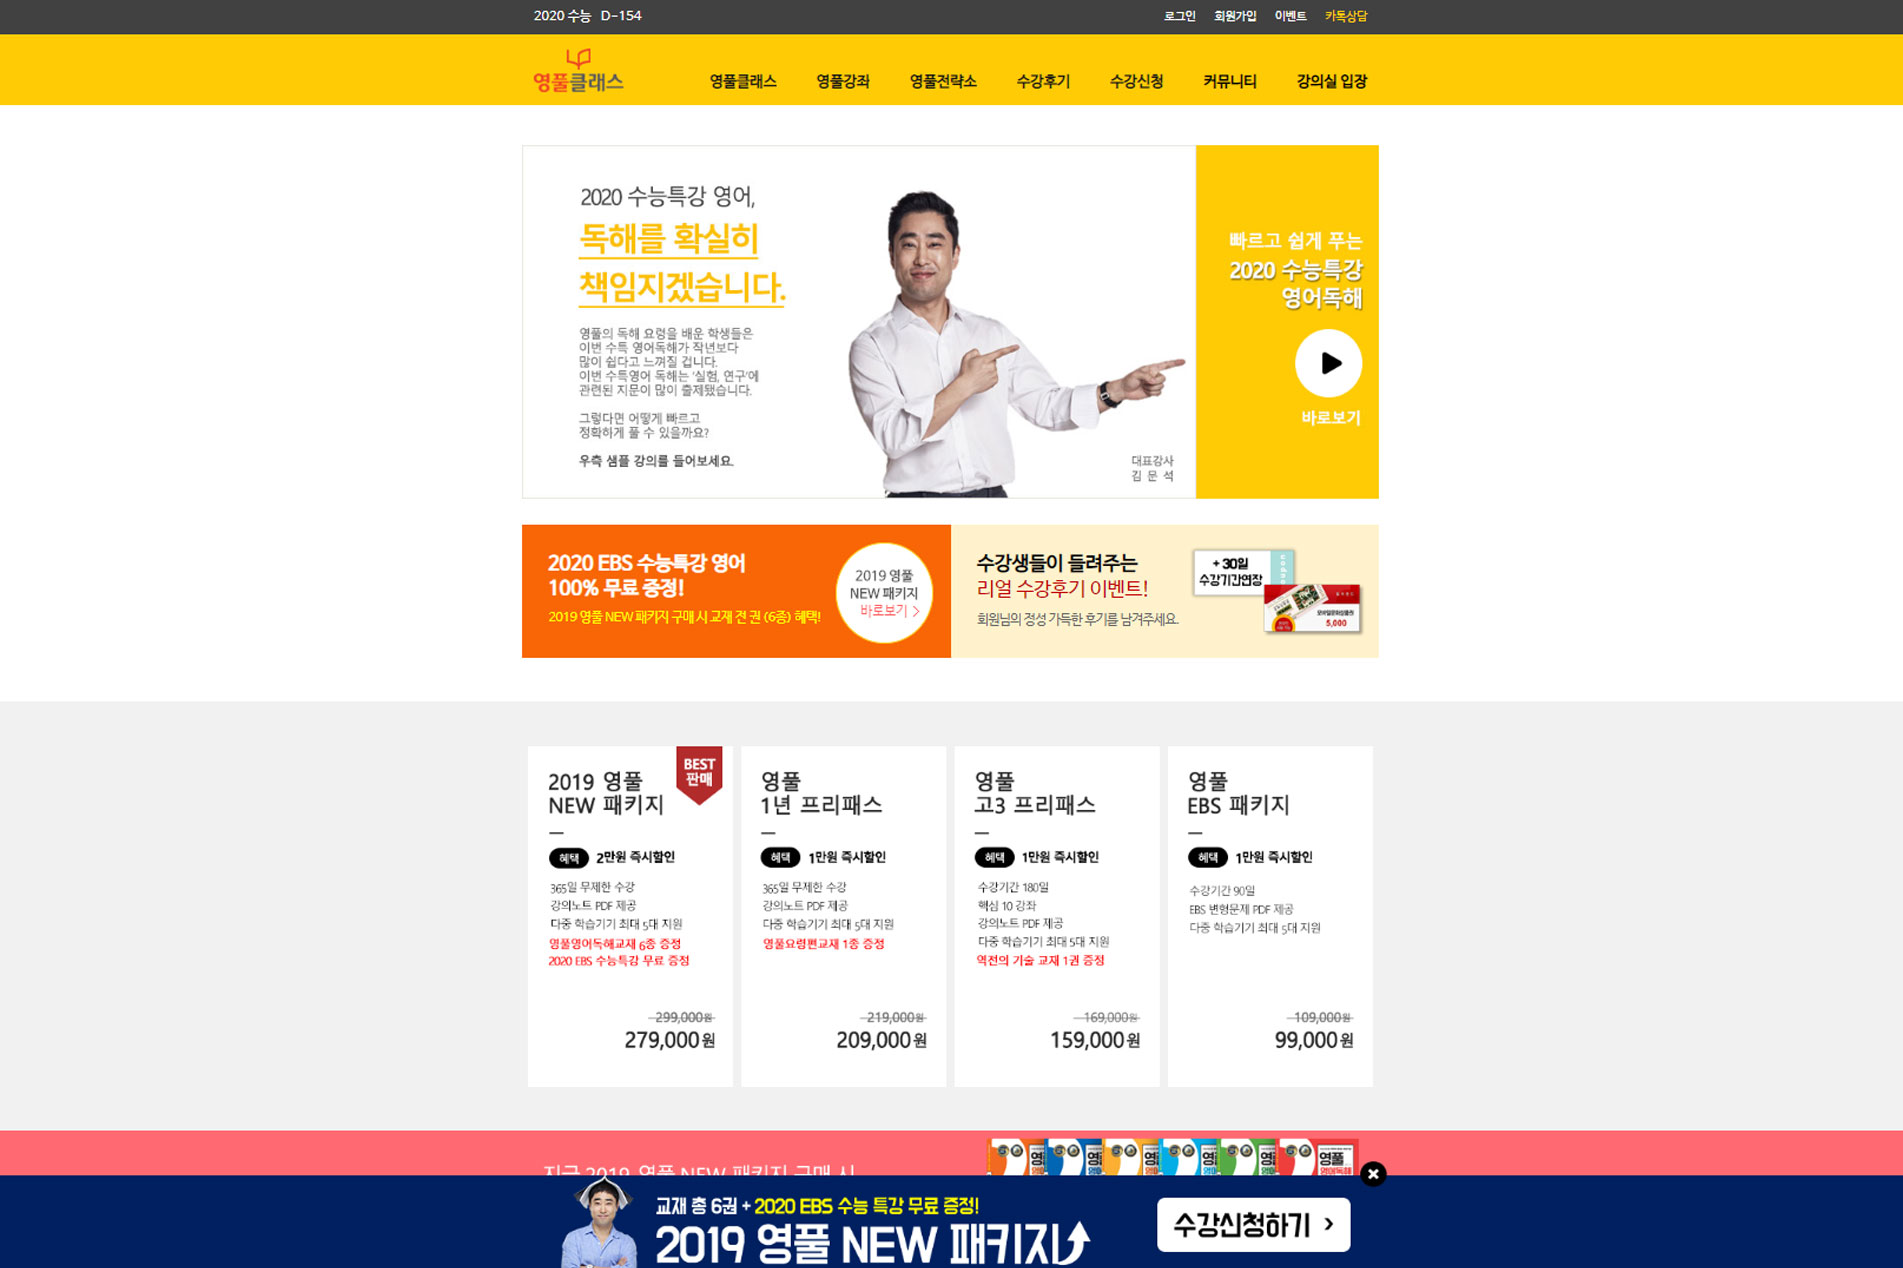 2020 수능 D-154
로그인 회원가입 이벤트 카톡상담
영풀클래스
영풀클래스 영풀강좌 영풀전략소 수강후기 수강신청 커뮤니티 강의실 입장
2020 수능특강 영어,
독해를 확실히
책임지겠습니다.
영풀의 독해 요령을 배운 학생들은
이번 수특 영어독해가 작년보다
많이 쉽다고 느껴질 겁니다.
이번 수특영어 독해는 '실험, 연구'에
관련된 지문이 많이 출제됐습니다.
그렇다면 어떻게 빠르고
정확하게 풀 수 있을까요?
우측 샘플 강의를 들어보세요.
대표강사
김 문 석
빠르고 쉽게 푸는
2020 수능특강
영어독해
바로보기
2020 EBS 수능특강 영어
100% 무료 증정!
2019 영풀 NEW 패키지 구매 시 교재 전 권 (6종) 혜택!
2019 영풀
NEW 패키지
바로보기 >
수강생들이 들려주는
리얼 수강후기 이벤트!
회원님의 정성 가득한 후기를 남겨주세요.
+ 30일
수강기간연장
모바일문화상품권
5,000
BEST
판매
2019 영풀
NEW 패키지
혜택 2만원 즉시할인
365일 무제한 수강
강의노트 PDF 제공
다중 학습기기 최대 5대 지원
영풀영어독해교재 6종 증정
2020 EBS 수능특강 무료 증정
299,000원
279,000원
영풀
1년 프리패스
혜택 1만원 즉시할인
365일 무제한 수강
강의노트 PDF 제공
다중 학습기기 최대 5대 지원
영풀요령편교재 1종 증정
219,000원
209,000원
영풀
고3 프리패스
혜택 1만원 즉시할인
수강기간 180일
핵심 10 강좌
강의노트 PDF 제공
다중 학습기기 최대 5대 지원
역전의 기술 교재 1권 증정
169,000원
159,000원
영풀
EBS 패키지
혜택 1만원 즉시할인
수강기간 90일
EBS 변형문제 PDF 제공
다중 학습기기 최대 5대 지원
109,000원
99,000원
지금 2019 영풀 NEW 패키지 구매 시
영풀
영어독해
교재 총 6권 + 2020 EBS 수능 특강 무료 증정!
2019 영풀 NEW 패키지
수강신청하기 >